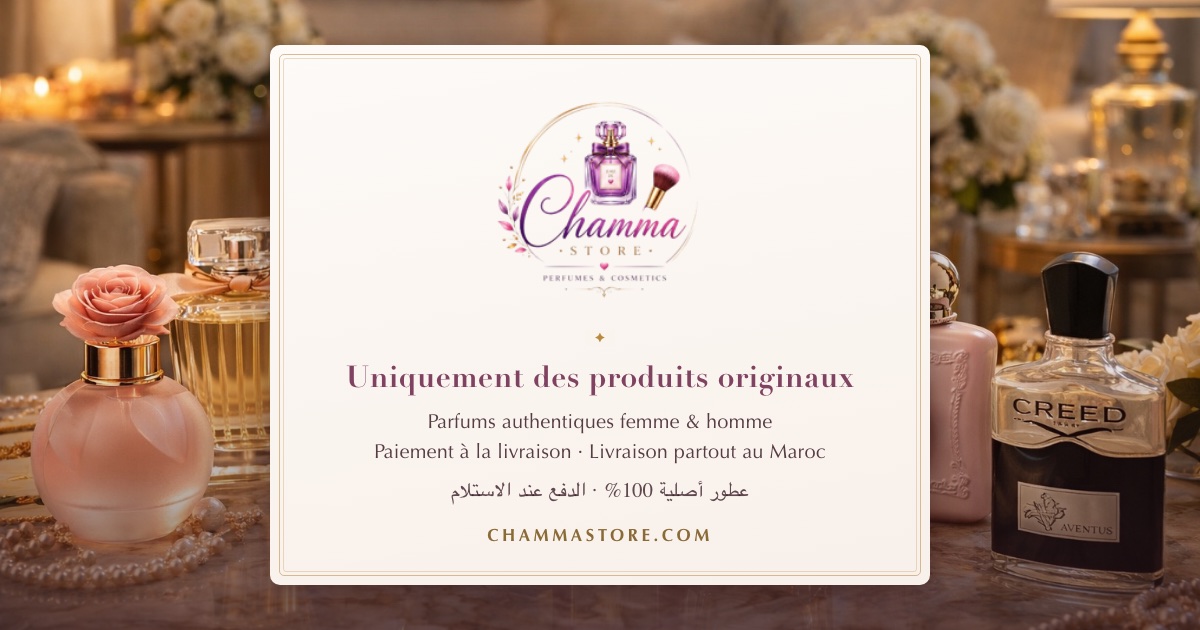 Chamma
STORE
PERFUMES & COSMETICS
Uniquement des produits originaux
Parfums authentiques femme & homme
Paiement à la livraison · Livraison partout au Maroc
عطور أصلية 100% · الدفع عند الاستلام
CHAMMASTORE.COM
CREED
AVENTUS